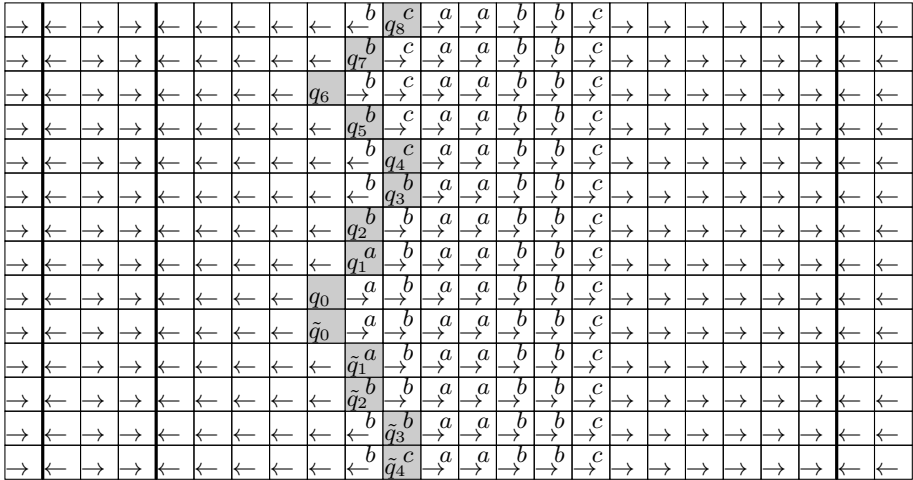 → ← → → ← ← ← ← ← ←b q₈c →a →a →b →b →c → → → → → → ← ←
→ ← → → ← ← ← ← ← q₇b →c →a →a →b →b →c → → → → → → ← ←
→ ← → → ← ← ← ← q₆ →b →c →a →a →b →b →c → → → → → → ← ←
→ ← → → ← ← ← ← ← q₅b →c →a →a →b →b →c → → → → → → ← ←
→ ← → → ← ← ← ← ← ←b q₄c →a →a →b →b →c → → → → → → ← ←
→ ← → → ← ← ← ← ← ←b q₃b →a →a →b →b →c → → → → → → ← ←
→ ← → → ← ← ← ← ← q₂b →b →a →a →b →b →c → → → → → → ← ←
→ ← → → ← ← ← ← ← q₁a →b →a →a →b →b →c → → → → → → ← ←
→ ← → → ← ← ← ← q₀ →a →b →a →a →b →b →c → → → → → → ← ←
→ ← → → ← ← ← ← q̃₀ →a →b →a →a →b →b →c → → → → → → ← ←
→ ← → → ← ← ← ← ← q̃₁a →b →a →a →b →b →c → → → → → → ← ←
→ ← → → ← ← ← ← ← q̃₂b →b →a →a →b →b →c → → → → → → ← ←
→ ← → → ← ← ← ← ← ←b q̃₃b →a →a →b →b →c → → → → → → ← ←
→ ← → → ← ← ← ← ← ←b q̃₄c →a →a →b →b →c → → → → → → ← ←